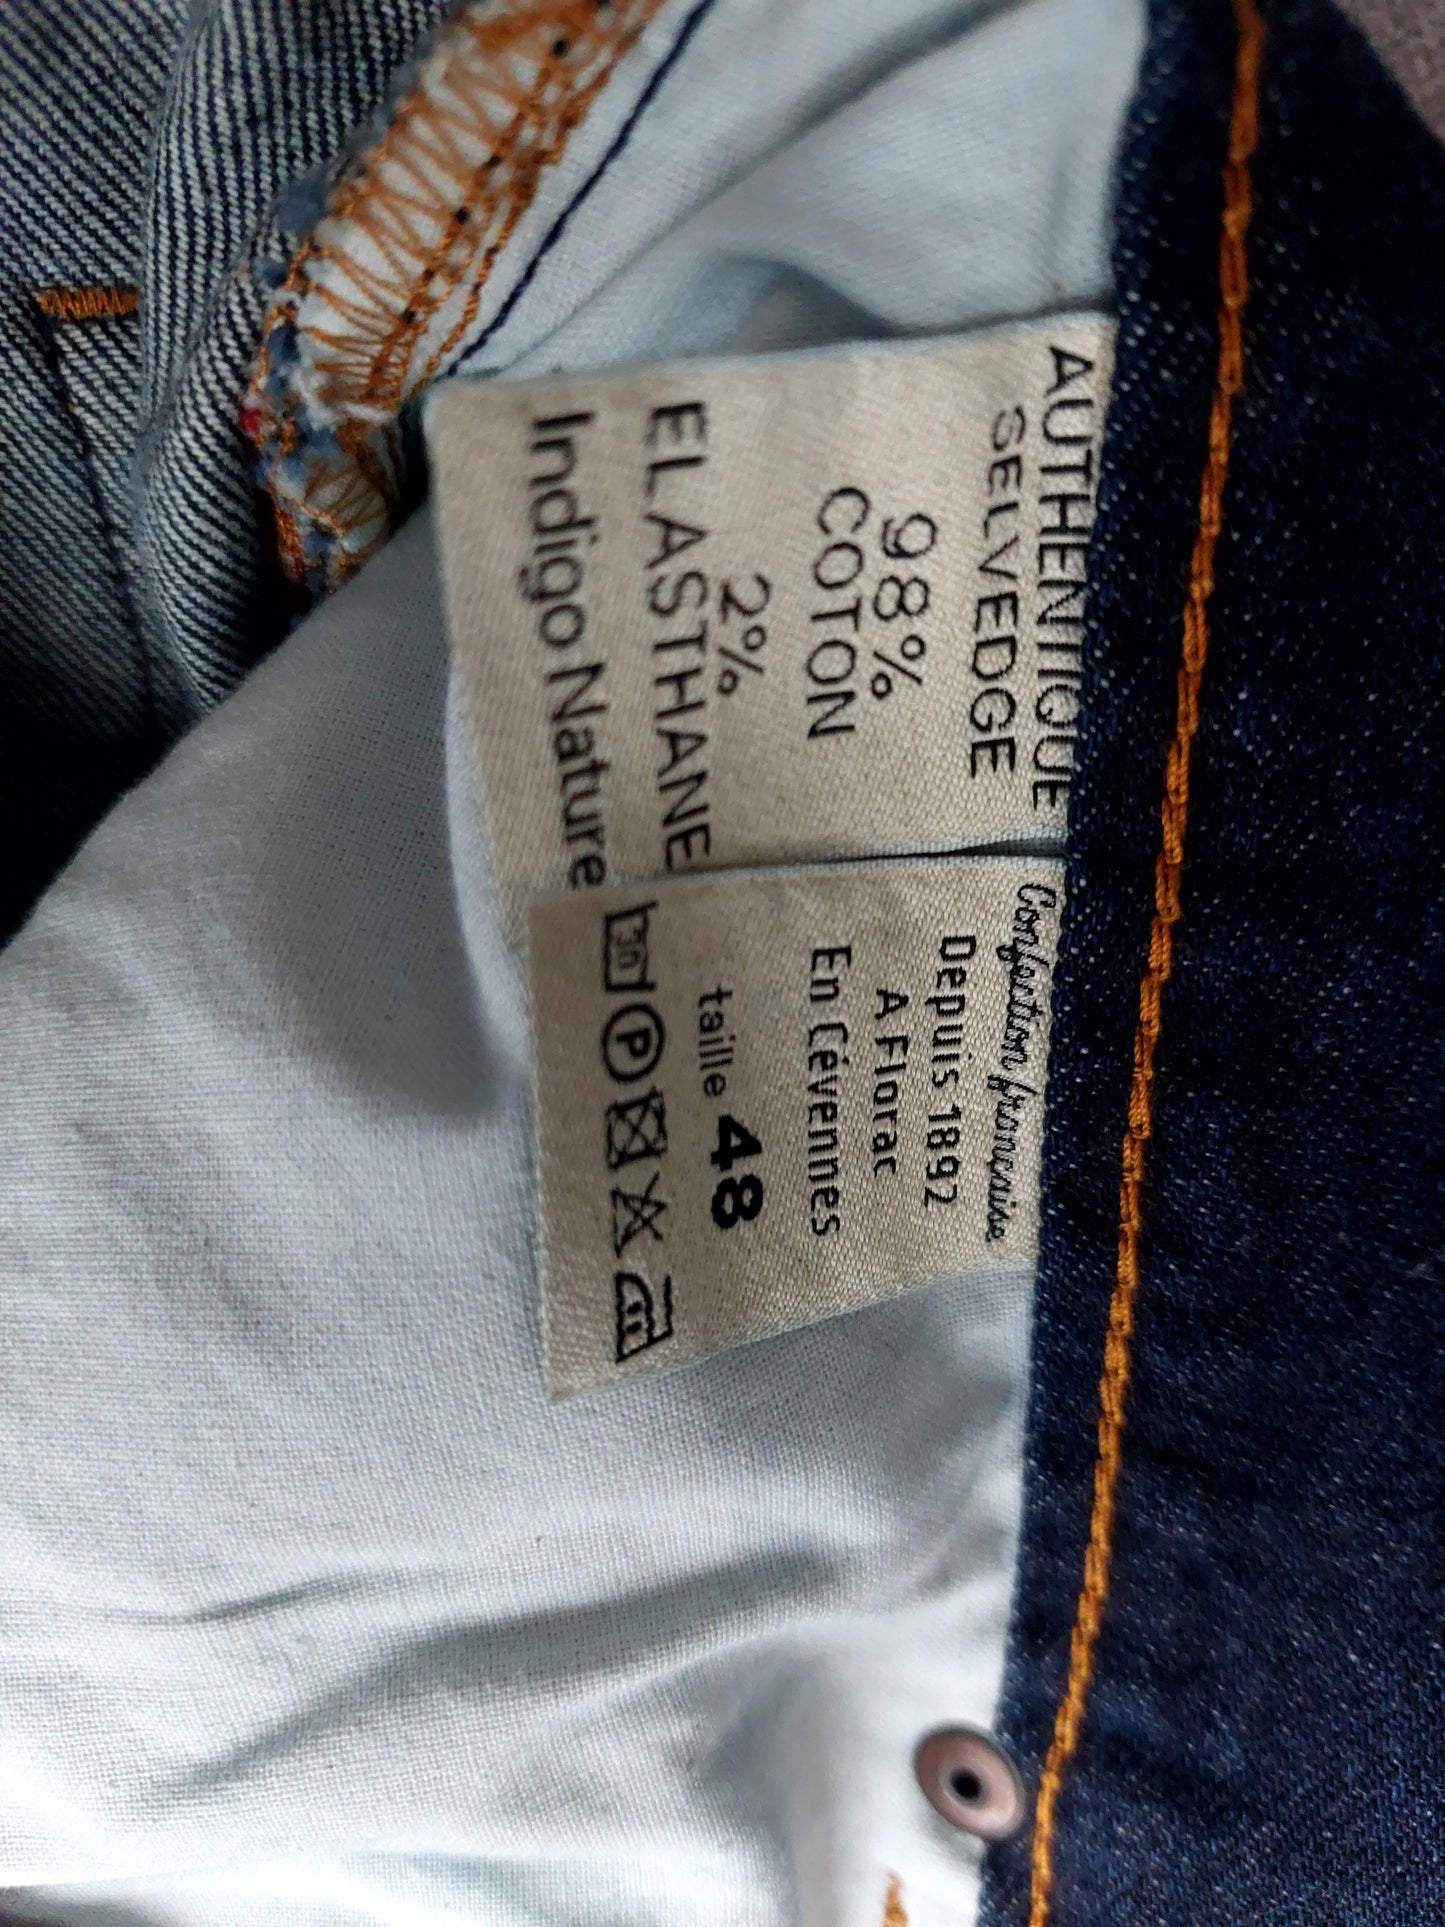 AUTHENTIQUE
SELVEDGE
98%
COTON
2%
ELASTHANE
Indigo Nature
Confection française
Depuis 1892
A Florac
En Cévennes
taille 48
30 P